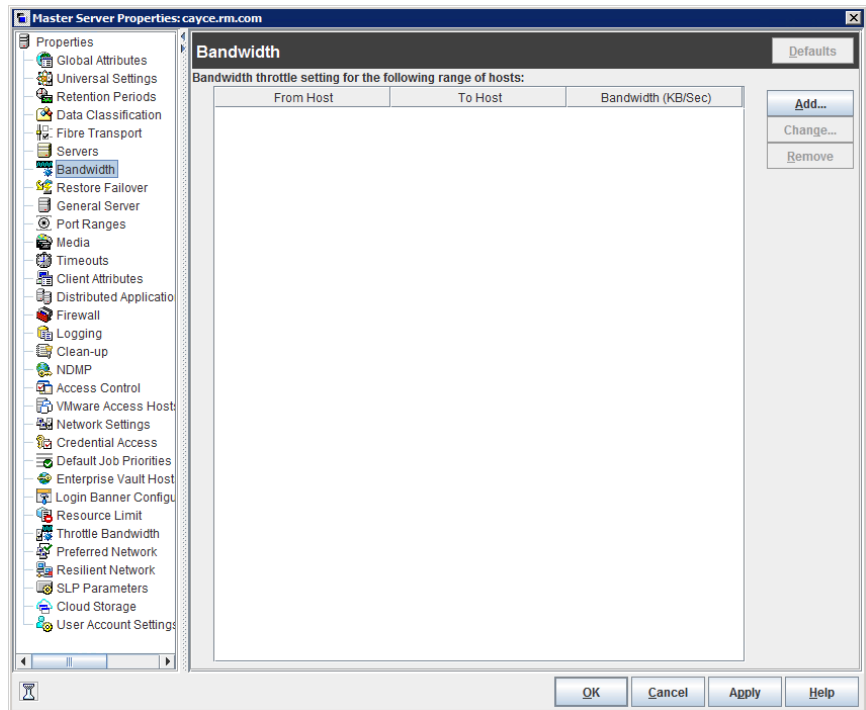 Master Server Properties: cayce.rm.com
Properties
Global Attributes
Universal Settings
Retention Periods
Data Classification
Fibre Transport
Servers
Bandwidth
Restore Failover
General Server
Port Ranges
Media
Timeouts
Client Attributes
Distributed Applicatio
Firewall
Logging
Clean-up
NDMP
Access Control
VMware Access Hosts
Network Settings
Credential Access
Default Job Priorities
Enterprise Vault Host
Login Banner Configu
Resource Limit
Throttle Bandwidth
Preferred Network
Resilient Network
SLP Parameters
Cloud Storage
User Account Settings
Bandwidth
Defaults
Bandwidth throttle setting for the following range of hosts:
From Host To Host Bandwidth (KB/Sec)
Add...
Change...
Remove
OK Cancel Apply Help